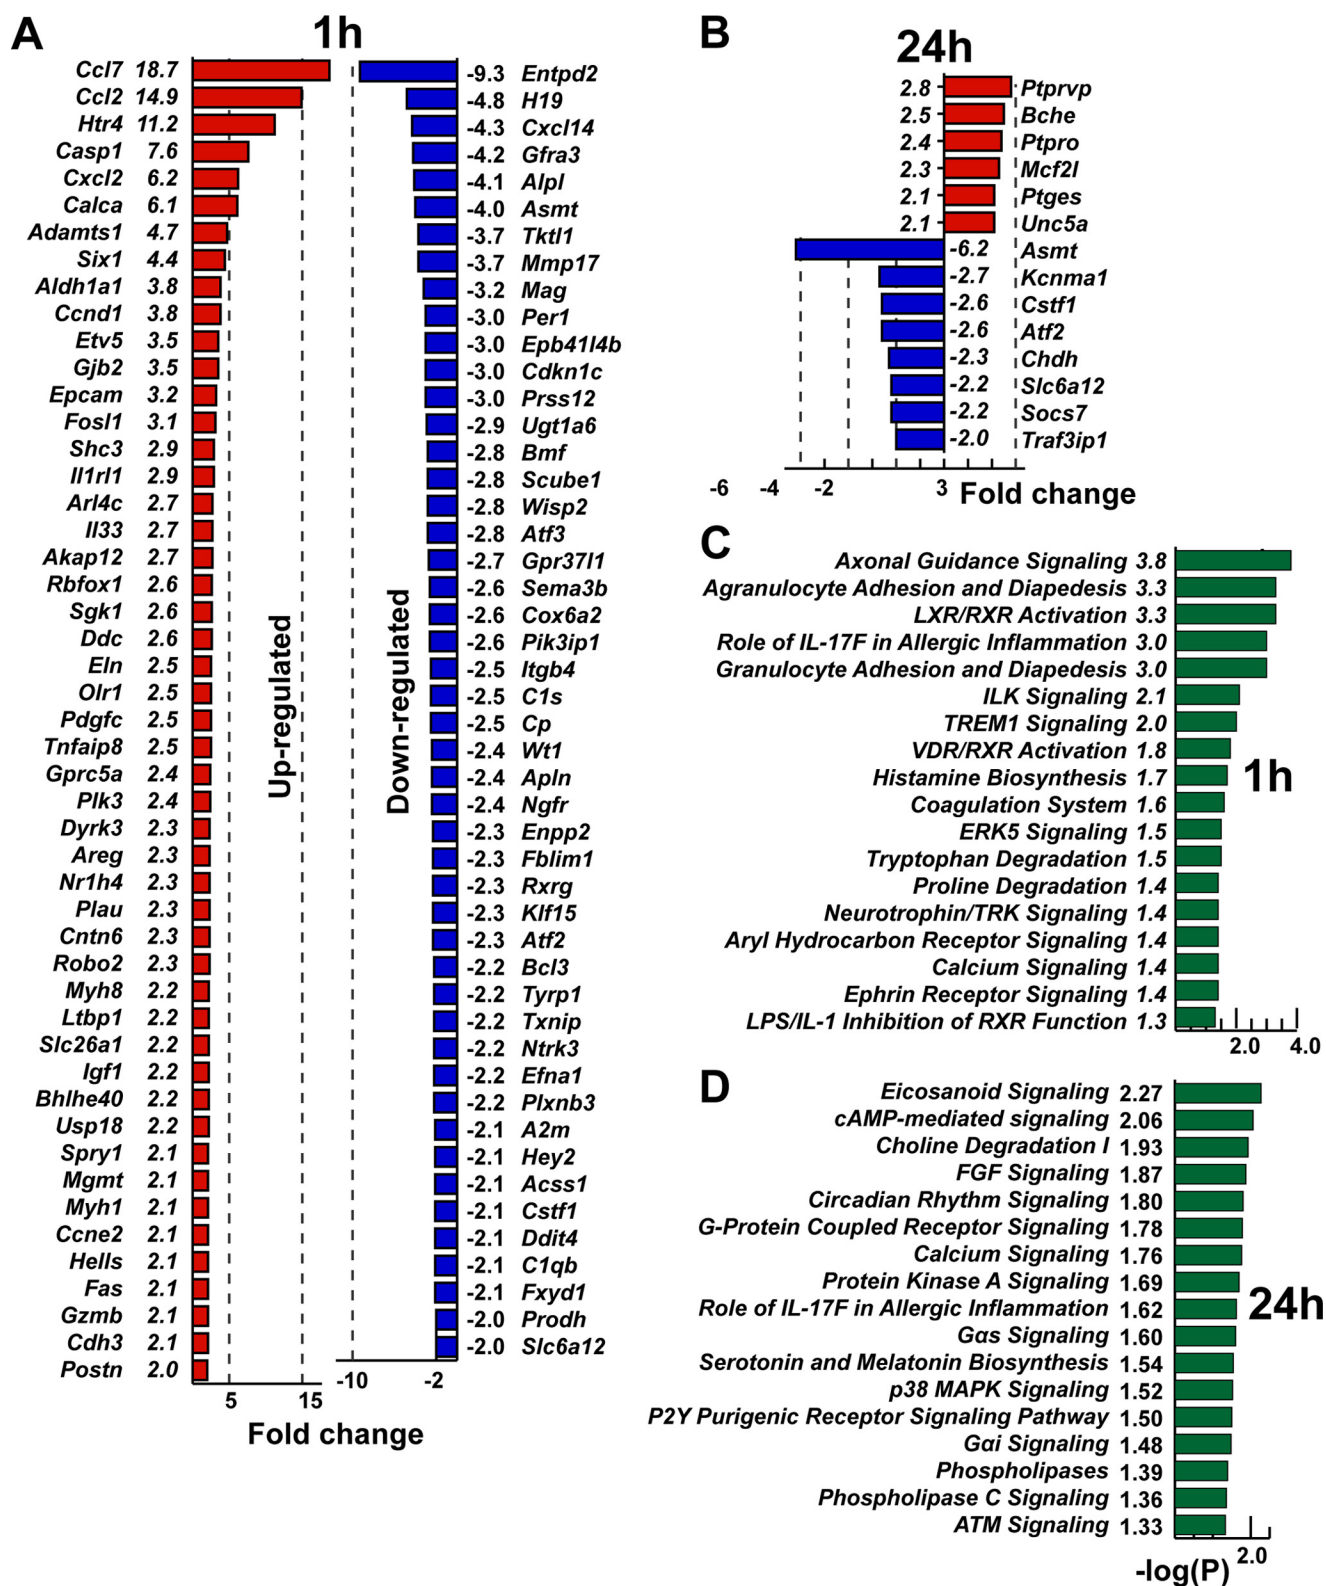 A
1h
Ccl7 18.7
Ccl2 14.9
Htr4 11.2
Casp1 7.6
Cxcl2 6.2
Calca 6.1
Adamts1 4.7
Six1 4.4
Aldh1a1 3.8
Ccnd1 3.8
Etv5 3.5
Gjb2 3.5
Epcam 3.2
Fosl1 3.1
Shc3 2.9
Il1rl1 2.9
Arl4c 2.7
Il33 2.7
Akap12 2.7
Rbfox1 2.6
Sgk1 2.6
Ddc 2.6
Eln 2.5
Olr1 2.5
Pdgfc 2.5
Tnfaip8 2.5
Gprc5a 2.4
Plk3 2.4
Dyrk3 2.3
Areg 2.3
Nr1h4 2.3
Plau 2.3
Cntn6 2.3
Robo2 2.3
Myh8 2.2
Ltbp1 2.2
Slc26a1 2.2
Igf1 2.2
Bhlhe40 2.2
Usp18 2.2
Spry1 2.1
Mgmt 2.1
Myh1 2.1
Ccne2 2.1
Hells 2.1
Fas 2.1
Gzmb 2.1
Cdh3 2.1
Postn 2.0
Up-regulated
5 15
Down-regulated
-9.3 Entpd2
-4.8 H19
-4.3 Cxcl14
-4.2 Gfra3
-4.1 Alpl
-4.0 Asmt
-3.7 Tktl1
-3.7 Mmp17
-3.2 Mag
-3.0 Per1
-3.0 Epb41l4b
-3.0 Cdkn1c
-3.0 Prss12
-2.9 Ugt1a6
-2.8 Bmf
-2.8 Scube1
-2.8 Wisp2
-2.8 Atf3
-2.7 Gpr37l1
-2.6 Sema3b
-2.6 Cox6a2
-2.6 Pik3ip1
-2.5 Itgb4
-2.5 C1s
-2.5 Cp
-2.4 Wt1
-2.4 Apln
-2.4 Ngfr
-2.3 Enpp2
-2.3 Fblim1
-2.3 Rxrg
-2.3 Klf15
-2.3 Atf2
-2.2 Bcl3
-2.2 Tyrp1
-2.2 Txnip
-2.2 Ntrk3
-2.2 Efna1
-2.2 Plxnb3
-2.1 A2m
-2.1 Hey2
-2.1 Acss1
-2.1 Cstf1
-2.1 Ddit4
-2.1 C1qb
-2.1 Fxyd1
-2.0 Prodh
-2.0 Slc6a12
-10 -2
Fold change
B
24h
2.8 Ptprvp
2.5 Bche
2.4 Ptpro
2.3 Mcf2l
2.1 Ptges
2.1 Unc5a
-6.2 Asmt
-2.7 Kcnma1
-2.6 Cstf1
-2.6 Atf2
-2.3 Chdh
-2.2 Slc6a12
-2.2 Socs7
-2.0 Traf3ip1
-6 -4 -2 3 Fold change
C
Axonal Guidance Signaling 3.8
Agranulocyte Adhesion and Diapedesis 3.3
LXR/RXR Activation 3.3
Role of IL-17F in Allergic Inflammation 3.0
Granulocyte Adhesion and Diapedesis 3.0
ILK Signaling 2.1
TREM1 Signaling 2.0
VDR/RXR Activation 1.8
Histamine Biosynthesis 1.7
Coagulation System 1.6
ERK5 Signaling 1.5
Tryptophan Degradation 1.5
Proline Degradation 1.4
Neurotrophin/TRK Signaling 1.4
Aryl Hydrocarbon Receptor Signaling 1.4
Calcium Signaling 1.4
Ephrin Receptor Signaling 1.4
LPS/IL-1 Inhibition of RXR Function 1.3
1h
2.0 4.0
D
Eicosanoid Signaling 2.27
cAMP-mediated signaling 2.06
Choline Degradation I 1.93
FGF Signaling 1.87
Circadian Rhythm Signaling 1.80
G-Protein Coupled Receptor Signaling 1.78
Calcium Signaling 1.76
Protein Kinase A Signaling 1.69
Role of IL-17F in Allergic Inflammation 1.62
Gαs Signaling 1.60
Serotonin and Melatonin Biosynthesis 1.54
p38 MAPK Signaling 1.52
P2Y Purigenic Receptor Signaling Pathway 1.50
Gαi Signaling 1.48
Phospholipases 1.39
Phospholipase C Signaling 1.36
ATM Signaling 1.33
24h
2.0
-log(P)